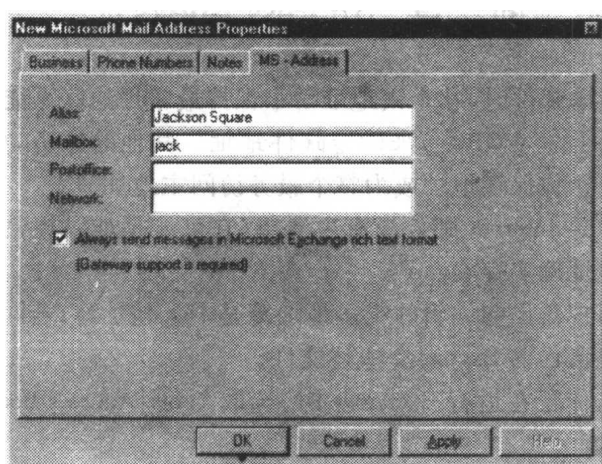 New Microsoft Mail Address Properties
Business Phone Numbers Notes MS - Address
Alias: Jackson Square
Mailbox: jack
Postoffice:
Network:
Always send messages in Microsoft Exchange rich text format
(Gateway support is required)
OK Cancel Apply Help